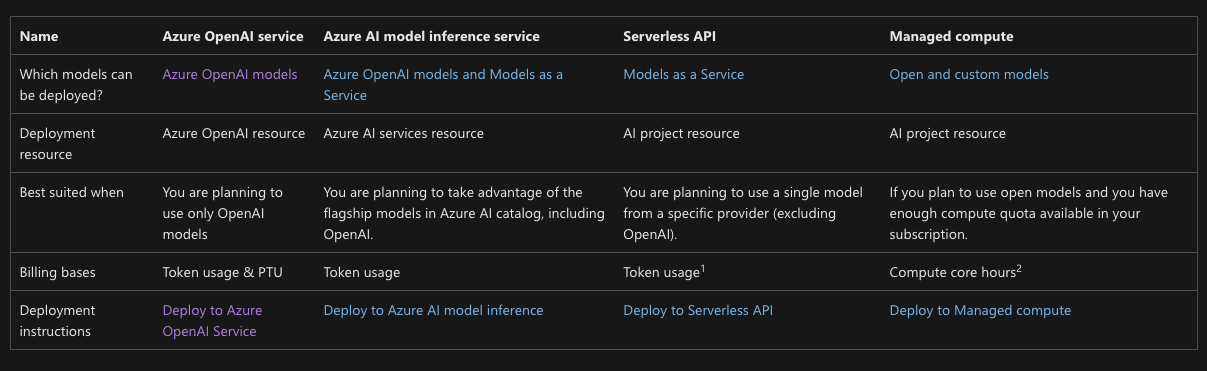 Name
Azure OpenAI service
Azure AI model inference service
Serverless API
Managed compute
Which models can
be deployed?
Azure OpenAI models
Azure OpenAI models and Models as a
Service
Models as a Service
Open and custom models
Deployment
resource
Azure OpenAI resource
Azure AI services resource
AI project resource
AI project resource
Best suited when
You are planning to
use only OpenAI
models
You are planning to take advantage of the
flagship models in Azure AI catalog, including
OpenAI.
You are planning to use a single model
from a specific provider (excluding
OpenAI).
If you plan to use open models and you have
enough compute quota available in your
subscription.
Billing bases
Token usage & PTU
Token usage
Token usage¹
Compute core hours²
Deployment
instructions
Deploy to Azure
OpenAI Service
Deploy to Azure AI model inference
Deploy to Serverless API
Deploy to Managed compute